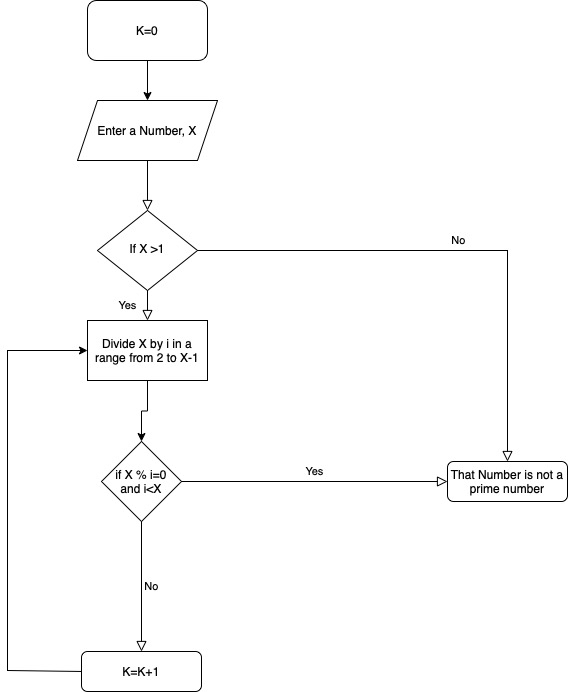 K=0
Enter a Number, X
If X >1
No
Yes
Divide X by i in a
range from 2 to X-1
if X % i=0
and i<X
Yes
That Number is not a
prime number
No
K=K+1